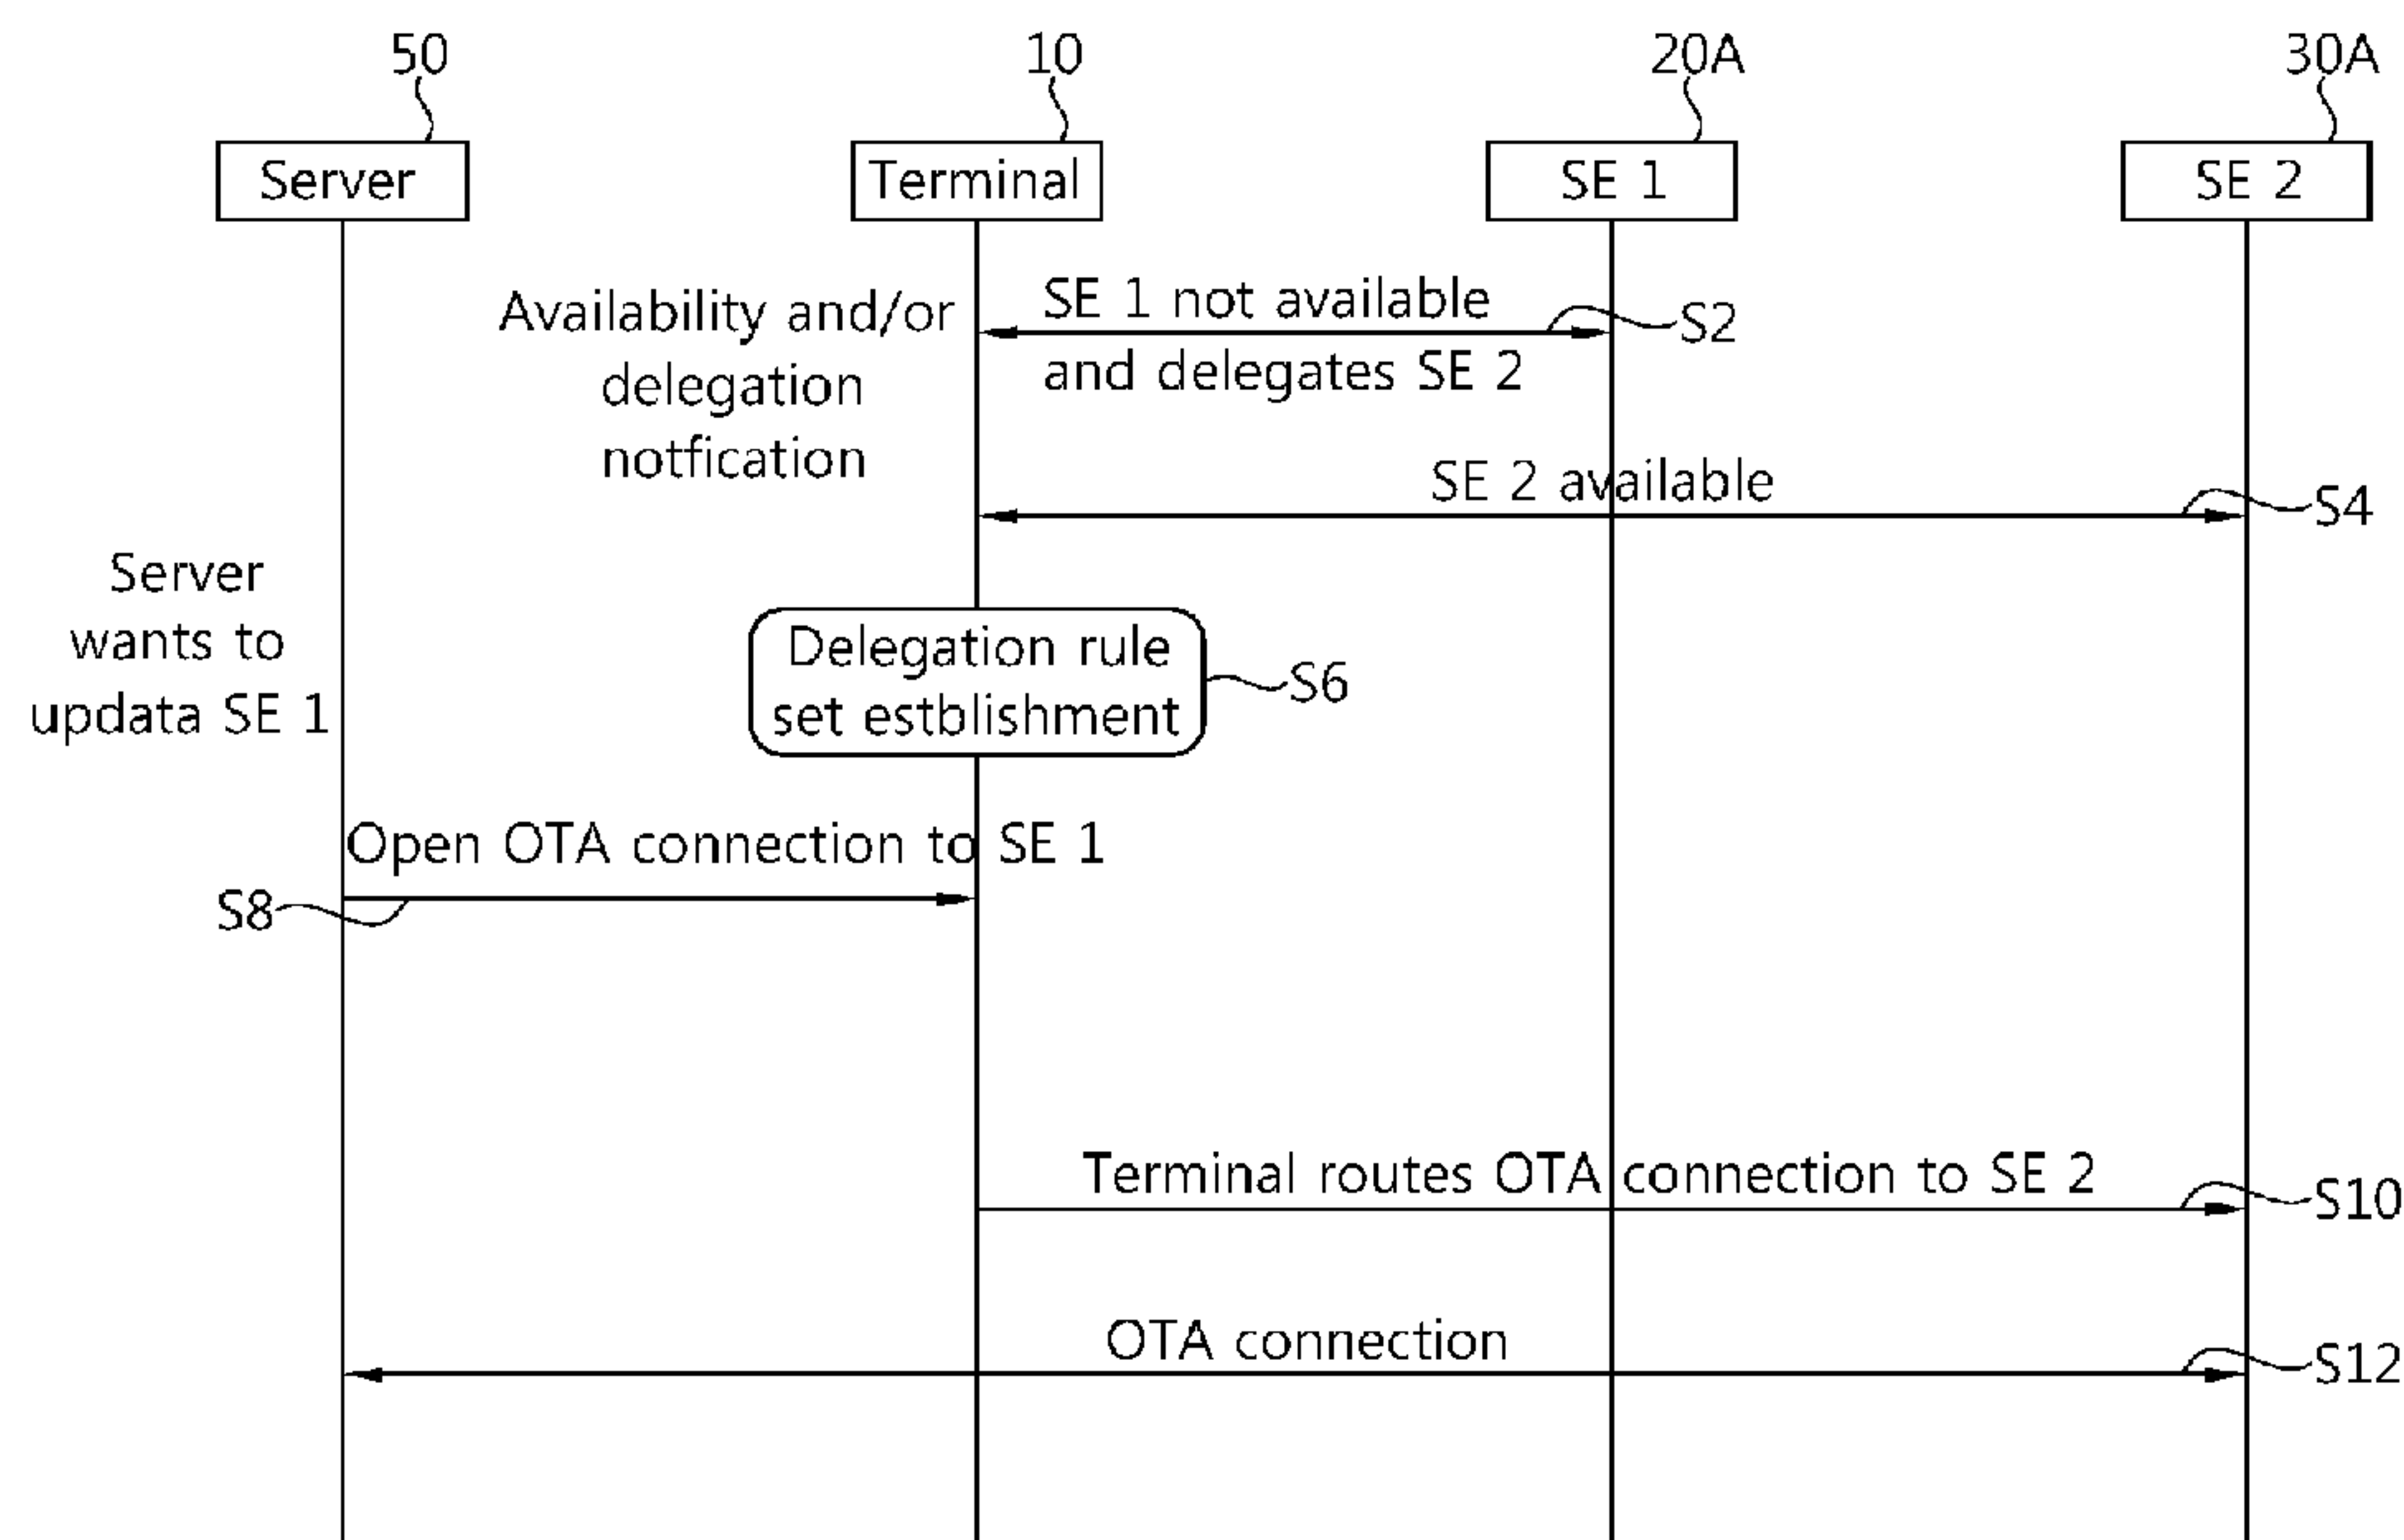 50
10
20A
30A
Server
Terminal
SE 1
SE 2
Availability and/or
delegation
notfication
SE 1 not available
and delegates SE 2
S2
SE 2 available
S4
Server
wants to
updata SE 1
Delegation rule
set estblishment
S6
Open OTA connection to SE 1
S8
Terminal routes OTA connection to SE 2
S10
OTA connection
S12